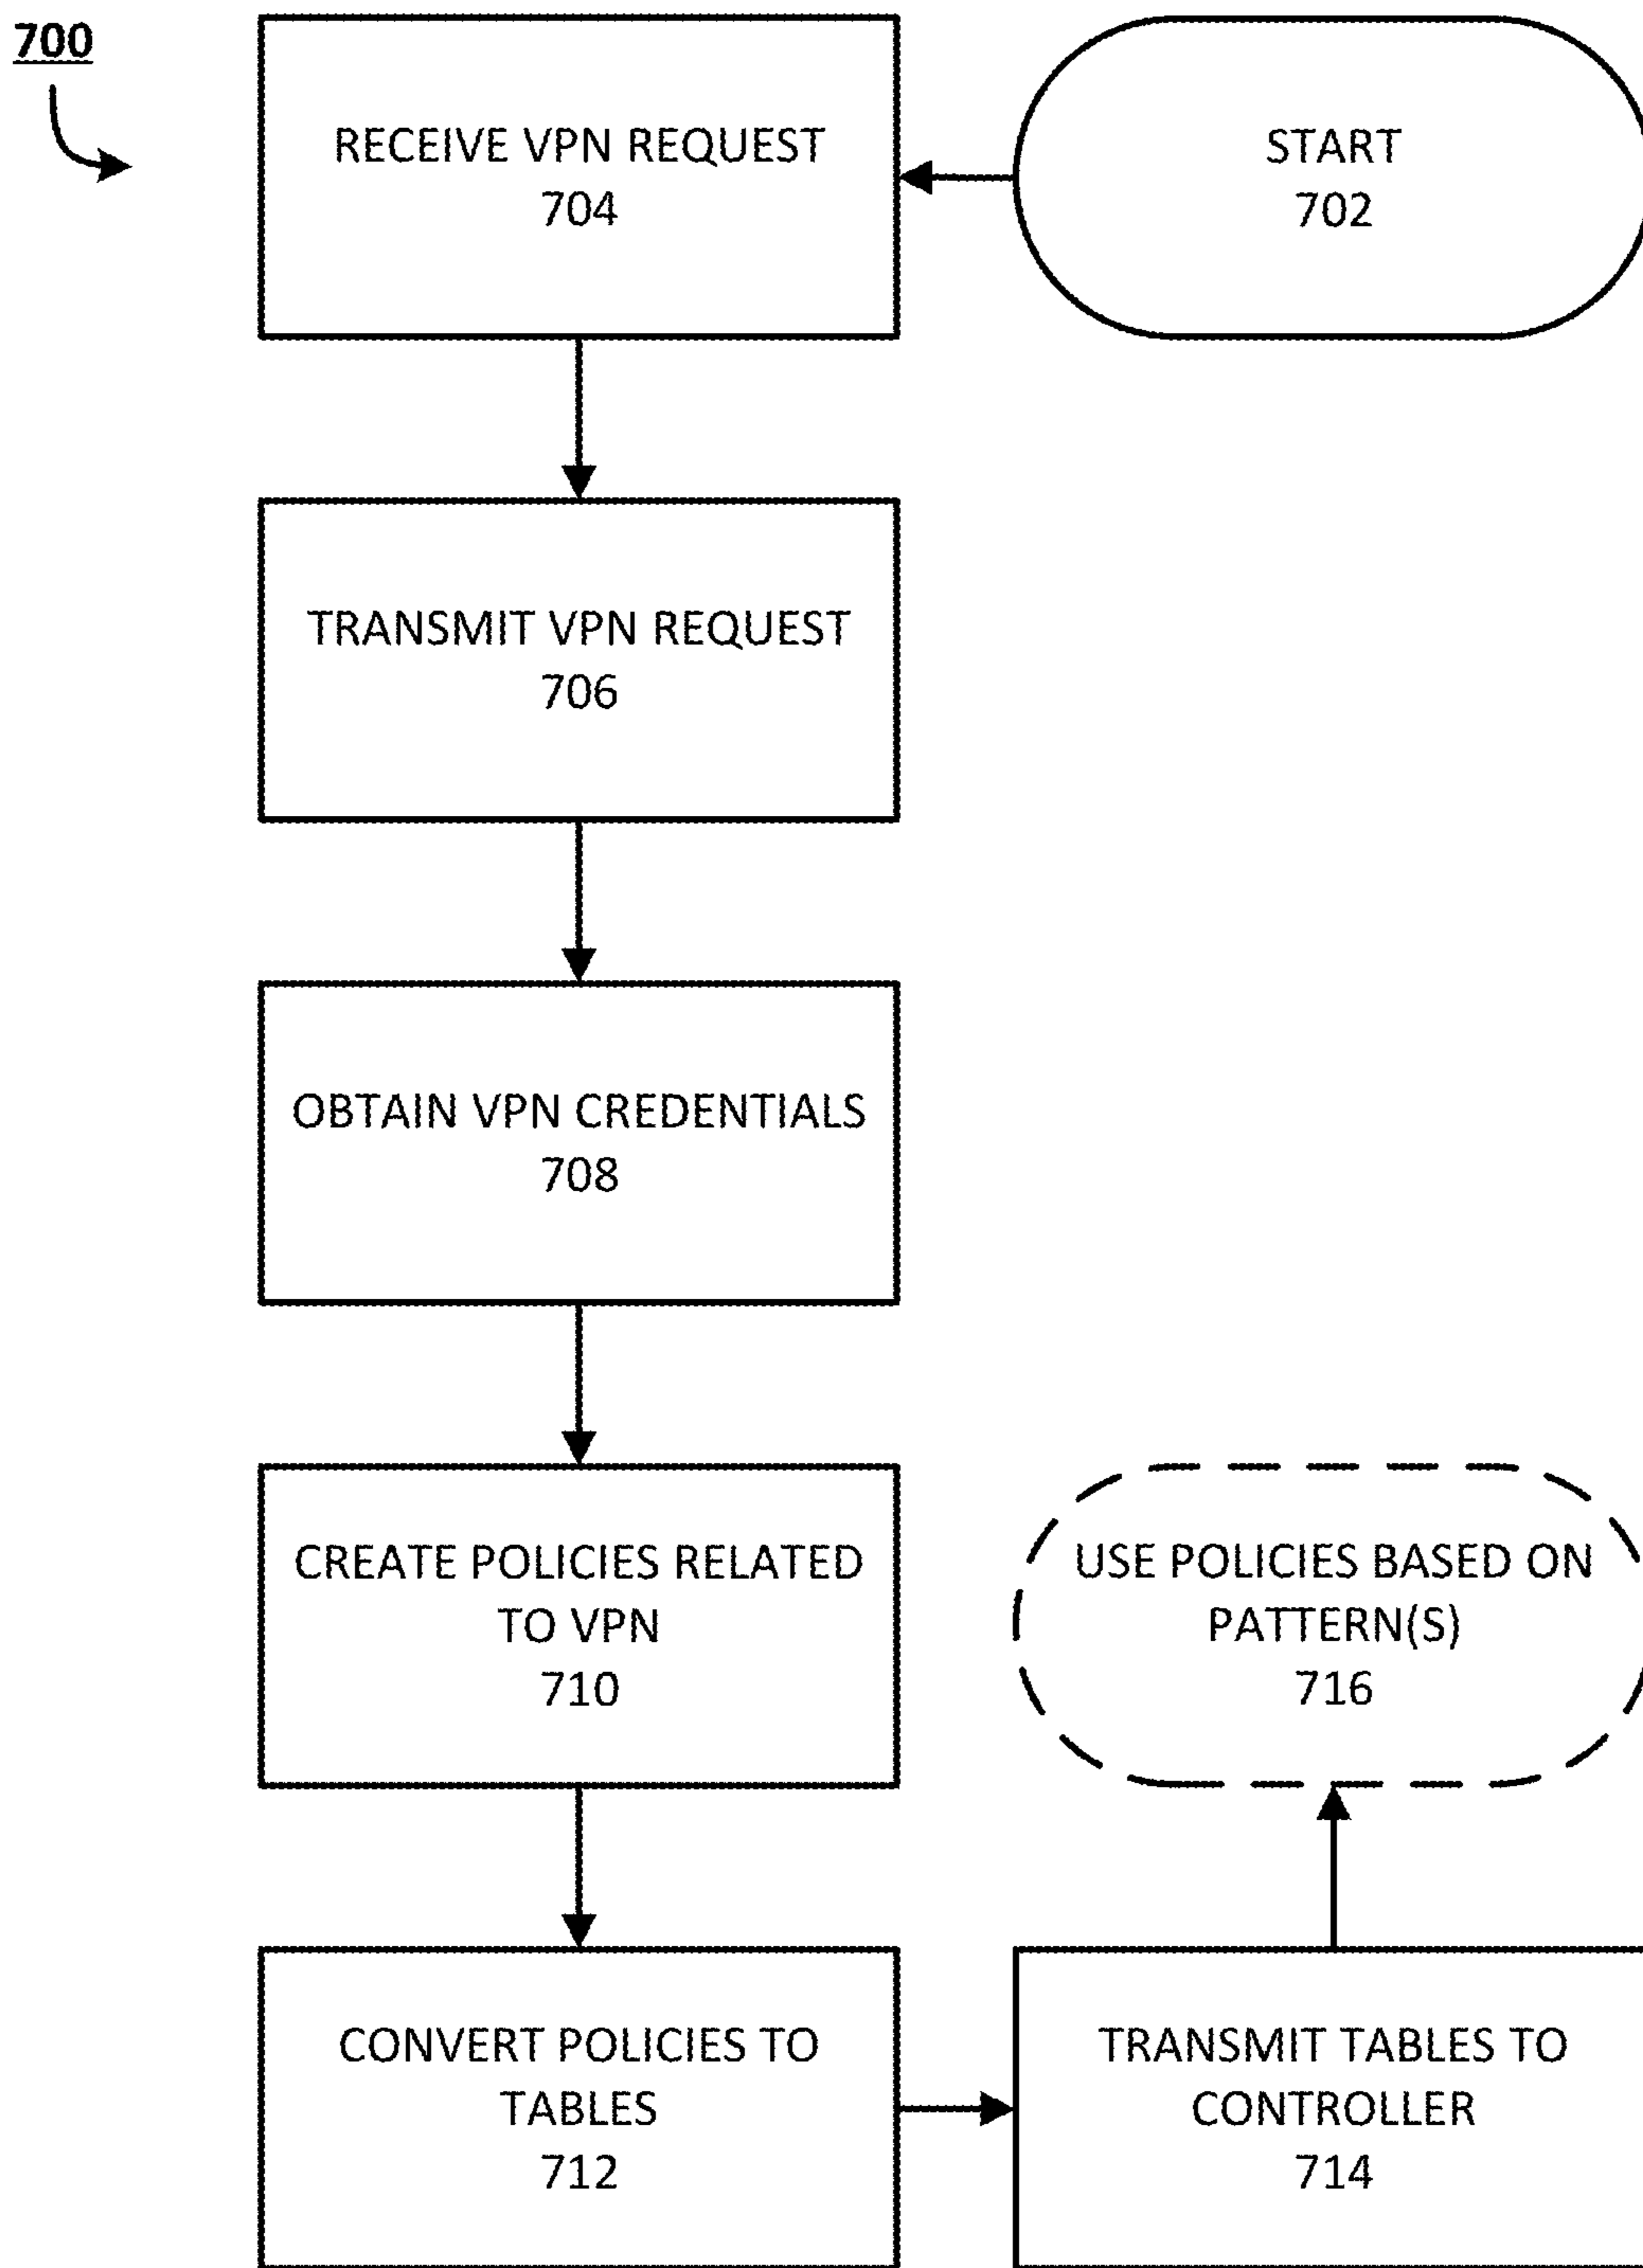 700
START
702
RECEIVE VPN REQUEST
704
TRANSMIT VPN REQUEST
706
OBTAIN VPN CREDENTIALS
708
CREATE POLICIES RELATED
TO VPN
710
CONVERT POLICIES TO
TABLES
712
TRANSMIT TABLES TO
CONTROLLER
714
USE POLICIES BASED ON
PATTERN(S)
716